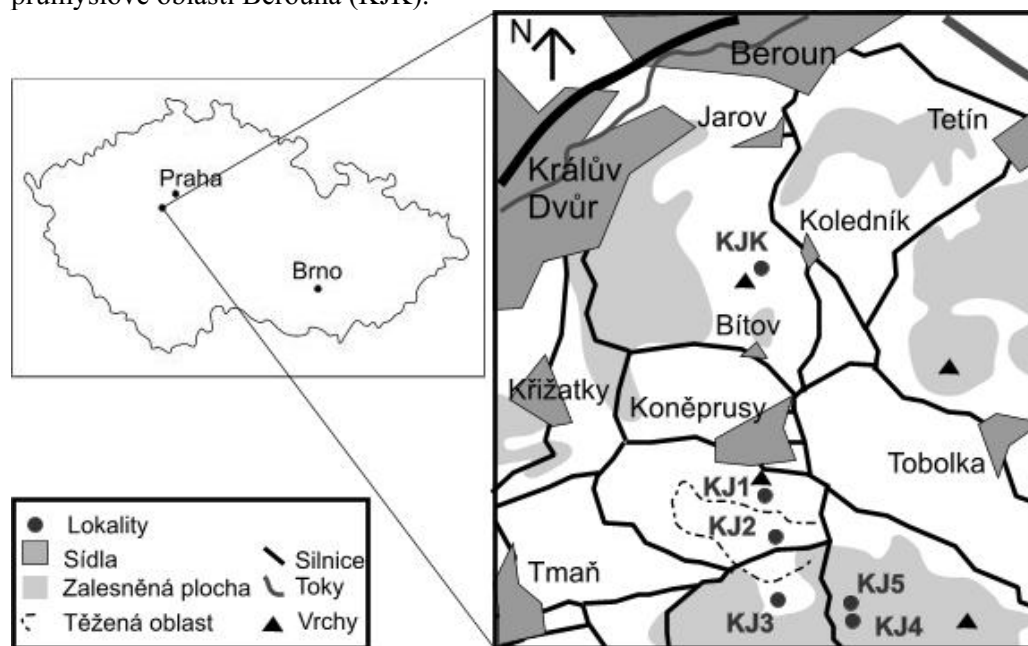 průmyslové oblasti Berouna (KJK).
N
Beroun
Jarov
Tetín
Králův
Dvůr
Koledník
KJK
Bítov
Křižatky
Koněprusy
Tobolka
KJ1
KJ2
Tmaň
KJ5
KJ3
KJ4
Praha
Brno
Lokality
Sídla
Silnice
Zalesněná plocha
Toky
Těžená oblast
Vrchy